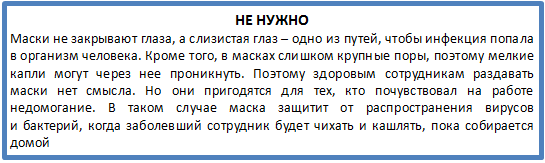 НЕ НУЖНО
Маски не закрывают глаза, а слизистая глаз – одно из путей, чтобы инфекция попала
в организм человека. Кроме того, в масках слишком крупные поры, поэтому мелкие
капли могут через нее проникнуть. Поэтому здоровым сотрудникам раздавать
маски нет смысла. Но они пригодятся для тех, кто почувствовал на работе
недомогание. В таком случае маска защитит от распространения вирусов
и бактерий, когда заболевший сотрудник будет чихать и кашлять, пока собирается
домой